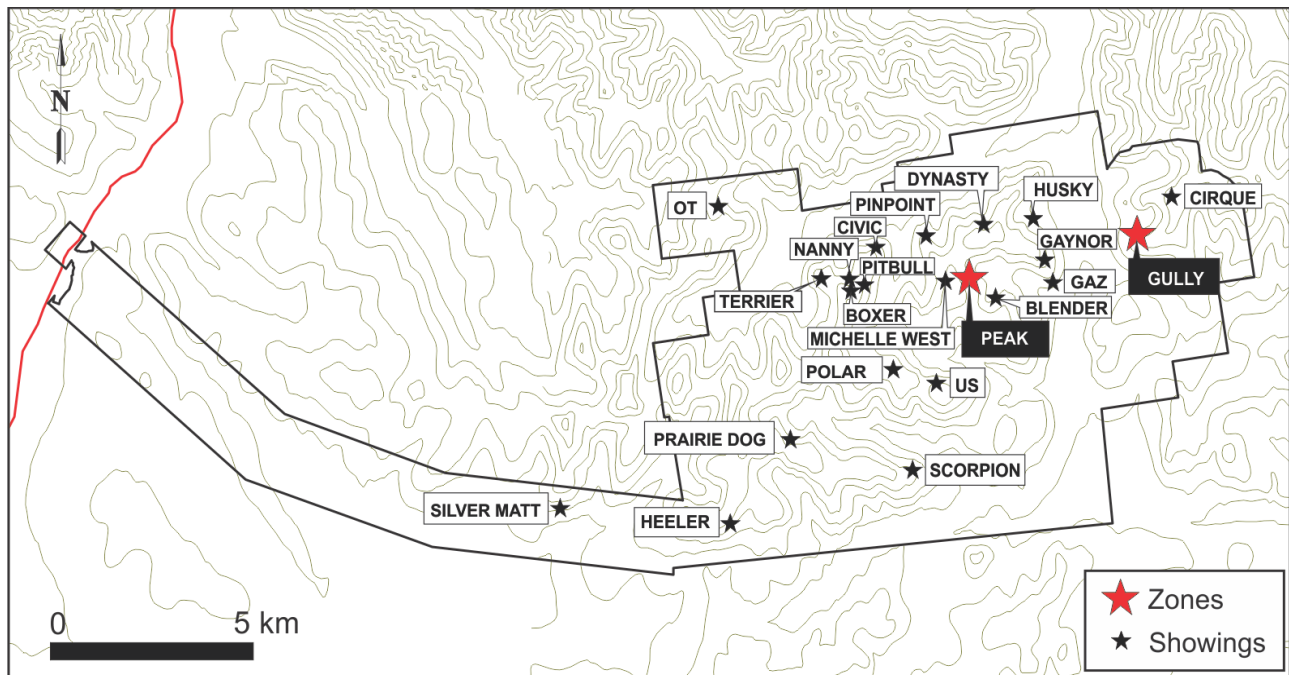 N
DYNASTY
HUSKY
CIRQUE
OT
PINPOINT
CIVIC
GAYNOR
NANNY
PITBULL
GULLY
GAZ
TERRIER
BOXER
BLENDER
MICHELLE WEST
PEAK
POLAR
US
PRAIRIE DOG
SCORPION
SILVER MATT
HEELER
0 5 km
Zones
Showings